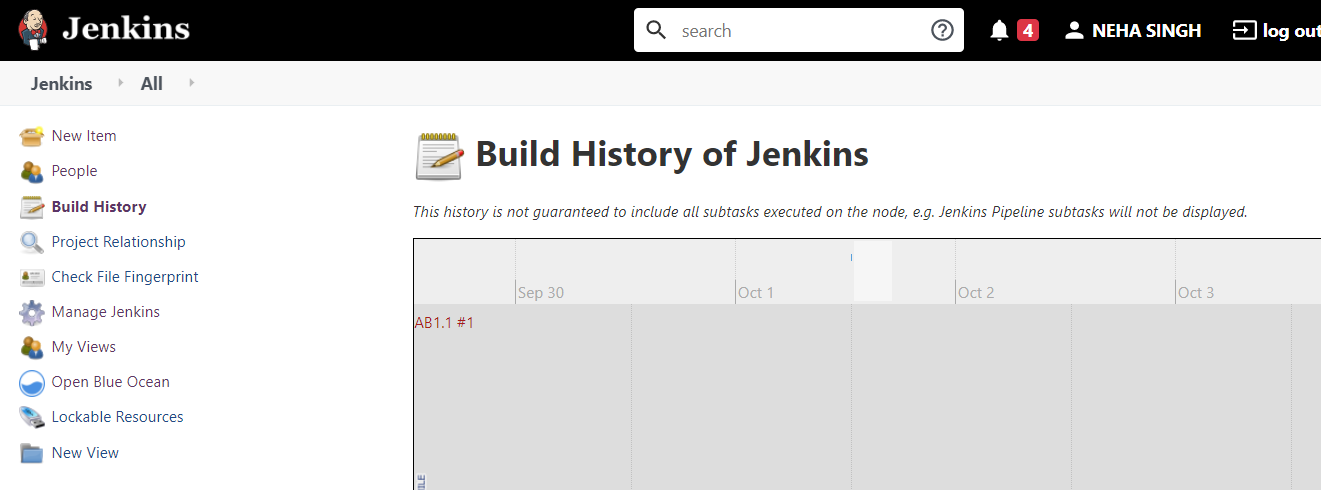 Jenkins
search
4
NEHA SINGH
log out
Jenkins
All
New Item
People
Build History
Project Relationship
Check File Fingerprint
Manage Jenkins
My Views
Open Blue Ocean
Lockable Resources
New View
Build History of Jenkins
This history is not guaranteed to include all subtasks executed on the node, e.g. Jenkins Pipeline subtasks will not be displayed.
Sep 30
Oct 1
Oct 2
Oct 3
AB1.1 #1